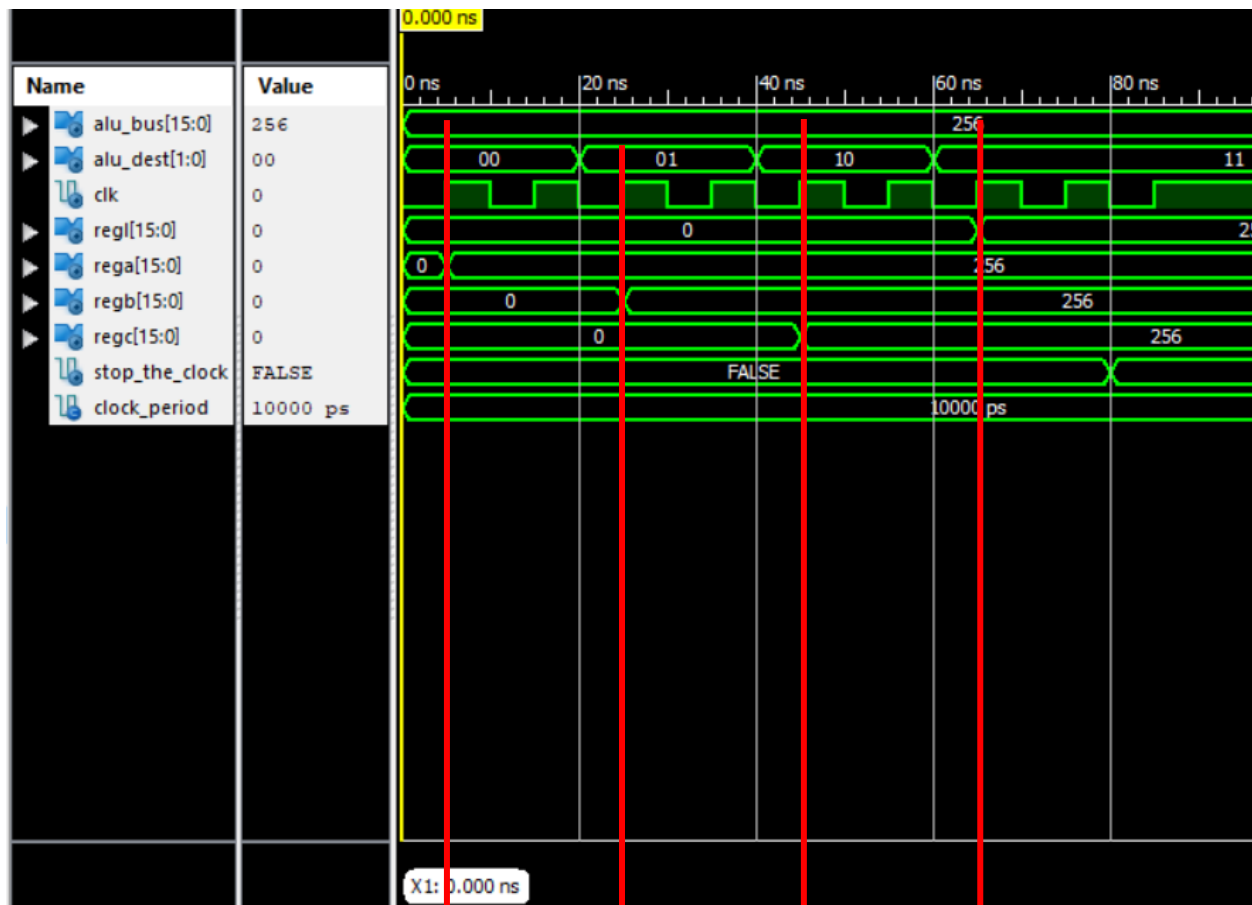 0.000 ns
Name Value 0 ns 20 ns 40 ns 60 ns 80 ns
alu_bus[15:0] 256 256
alu_dest[1:0] 00 00 01 10 11
clk 0
regl[15:0] 0 0
rega[15:0] 0 0 256
regb[15:0] 0 0 256
regc[15:0] 0 0 256
stop_the_clock FALSE FALSE
clock_period 10000 ps 10000 ps
X1: 0.000 ns